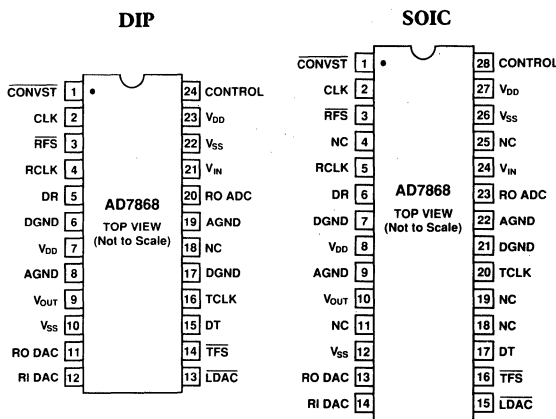 DIP
CONVST 1 24 CONTROL
CLK 2 23 VDD
RFS 3 22 VSS
RCLK 4 21 VIN
DR 5 20 RO ADC
DGND 6 19 AGND
VDD 7 18 NC
AGND 8 17 DGND
VOUT 9 16 TCLK
VSS 10 15 DT
RO DAC 11 14 TFS
RI DAC 12 13 LDAC
AD7868
TOP VIEW
(Not to Scale)
SOIC
CONVST 1 28 CONTROL
CLK 2 27 VDD
RFS 3 26 VSS
NC 4 25 NC
RCLK 5 24 VIN
DR 6 23 RO ADC
DGND 7 22 AGND
VDD 8 21 DGND
AGND 9 20 TCLK
VOUT 10 19 NC
NC 11 18 NC
VSS 12 17 DT
RO DAC 13 16 TFS
RI DAC 14 15 LDAC
AD7868
TOP VIEW
(Not to Scale)